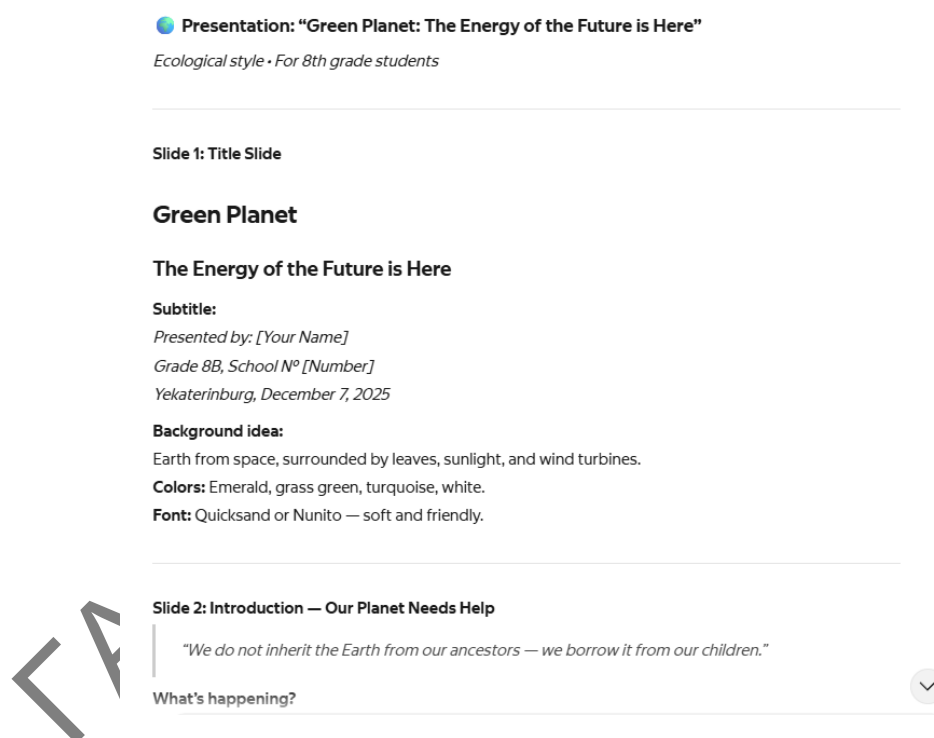 🌍 Presentation: “Green Planet: The Energy of the Future is Here”
Ecological style • For 8th grade students
Slide 1: Title Slide
Green Planet
The Energy of the Future is Here
Subtitle:
Presented by: [Your Name]
Grade 8B, School Nº [Number]
Yekaterinburg, December 7, 2025
Background idea:
Earth from space, surrounded by leaves, sunlight, and wind turbines.
Colors: Emerald, grass green, turquoise, white.
Font: Quicksand or Nunito — soft and friendly.
Slide 2: Introduction — Our Planet Needs Help
“We do not inherit the Earth from our ancestors — we borrow it from our children.”
What's happening?